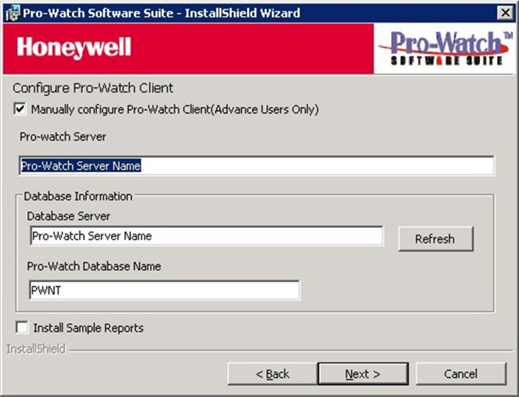 Pro-Watch Software Suite - InstallShield Wizard
Honeywell
Pro-Watch™
SOFTWARE SUITE
Configure Pro-Watch Client
Manually configure Pro-Watch Client(Advance Users Only)
Pro-watch Server
Pro-Watch Server Name
Database Information
Database Server
Pro-Watch Server Name
Refresh
Pro-Watch Database Name
PWNT
Install Sample Reports
InstallShield
< Back
Next >
Cancel